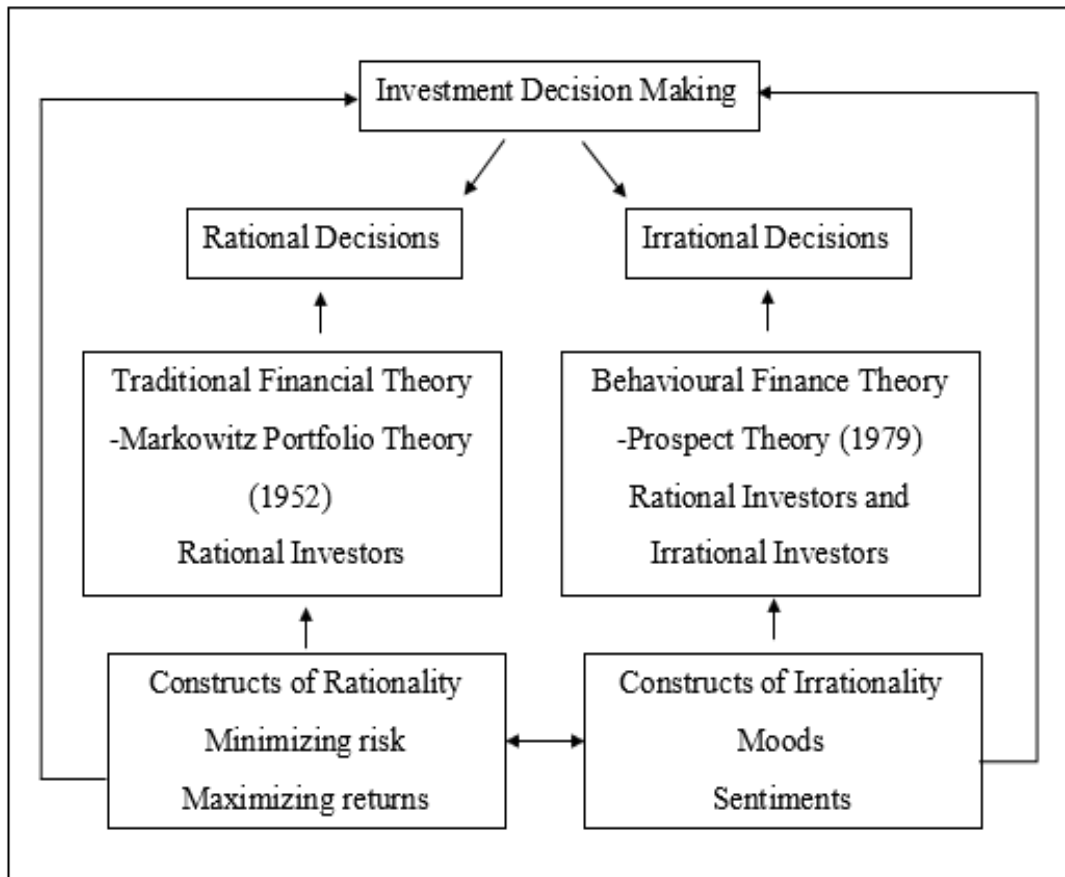 Investment Decision Making
Rational Decisions
Irrational Decisions
Traditional Financial Theory
-Markowitz Portfolio Theory
(1952)
Rational Investors
Behavioural Finance Theory
-Prospect Theory (1979)
Rational Investors and
Irrational Investors
Constructs of Rationality
Minimizing risk
Maximizing returns
Constructs of Irrationality
Moods
Sentiments